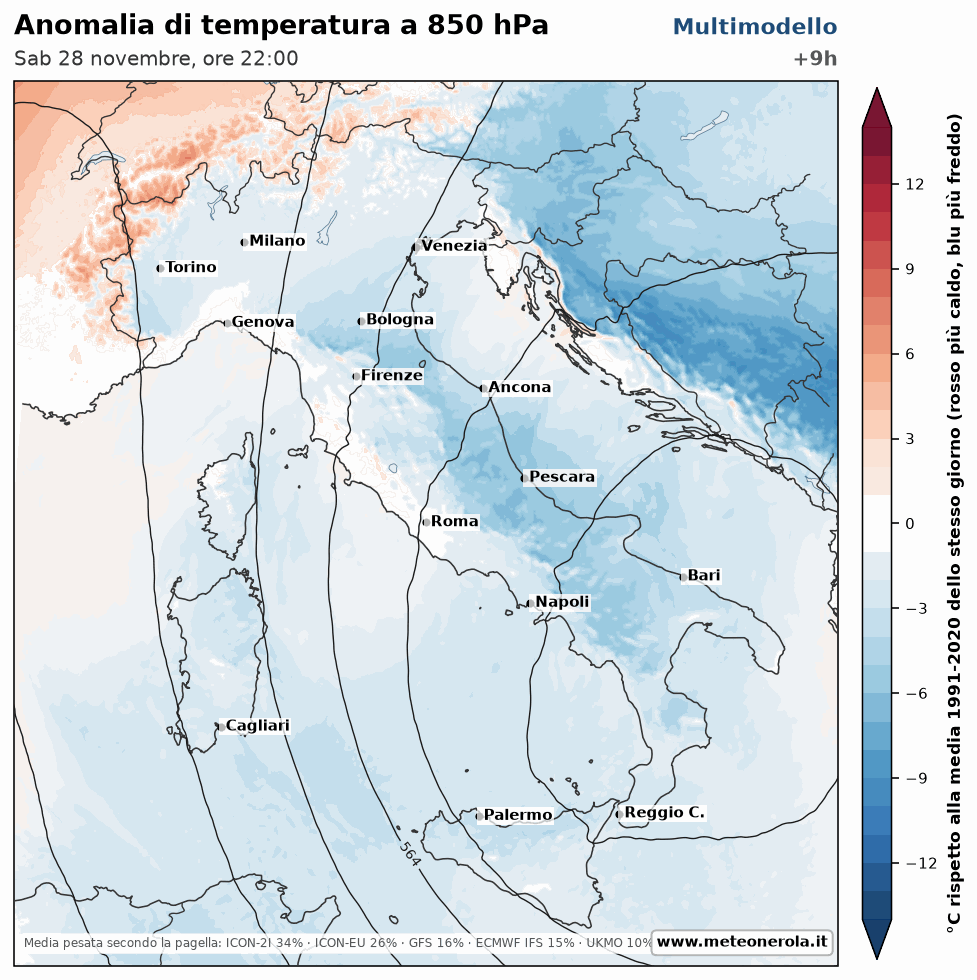 Anomalia di temperatura a 850 hPa
Multimodello
Sab 28 novembre, ore 22:00
+9h
Milano
Venezia
Torino
Genova
Bologna
Firenze
Ancona
Pescara
Roma
Bari
Napoli
Cagliari
Palermo
Reggio C.
564
Media pesata secondo la pagella: ICON-2I 34% · ICON-EU 26% · GFS 16% · ECMWF IFS 15% · UKMO 10%
www.meteonerola.it
12
9
6
3
0
−3
−6
−9
−12
°C rispetto alla media 1991-2020 dello stesso giorno (rosso più caldo, blu più freddo)